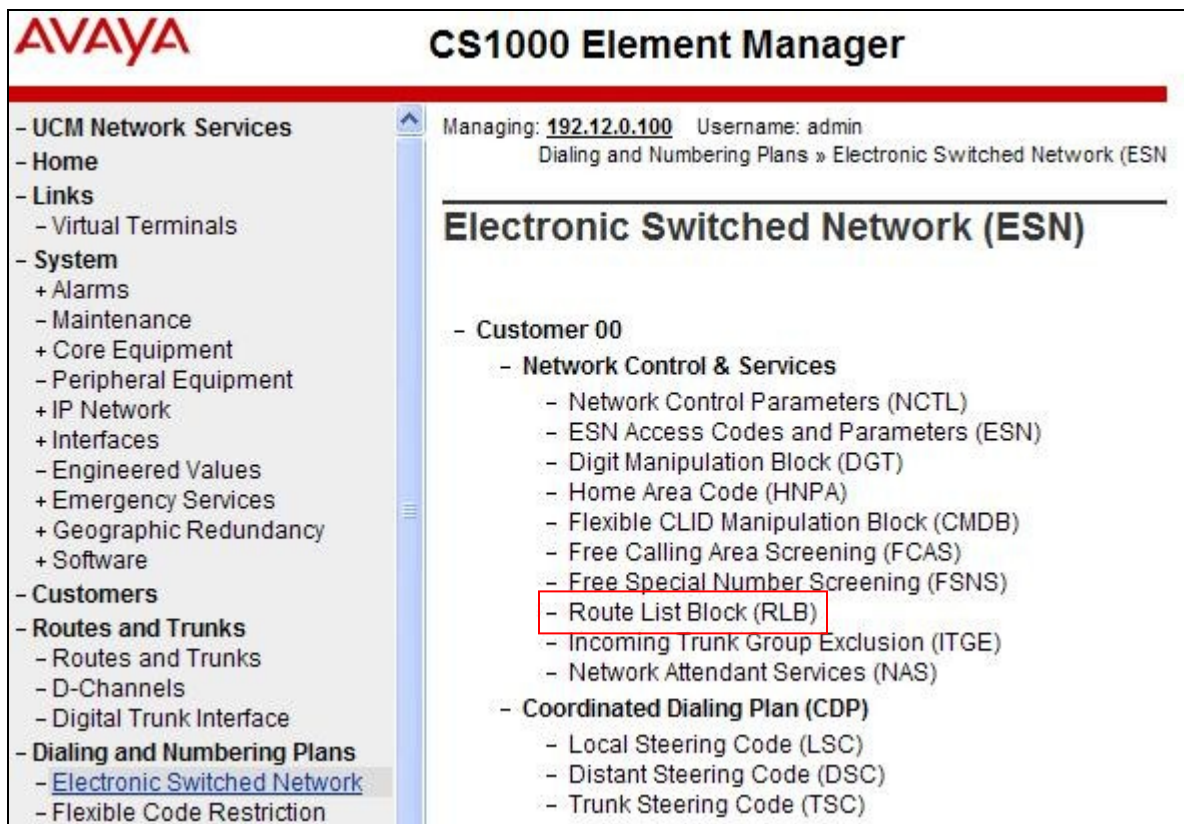 AVAYA
CS1000 Element Manager
– UCM Network Services
– Home
– Links
– Virtual Terminals
– System
+ Alarms
– Maintenance
+ Core Equipment
– Peripheral Equipment
+ IP Network
+ Interfaces
– Engineered Values
+ Emergency Services
+ Geographic Redundancy
+ Software
– Customers
– Routes and Trunks
– Routes and Trunks
– D-Channels
– Digital Trunk Interface
– Dialing and Numbering Plans
– Electronic Switched Network
– Flexible Code Restriction
Managing: 192.12.0.100 Username: admin
Dialing and Numbering Plans » Electronic Switched Network (ESN
Electronic Switched Network (ESN)
– Customer 00
– Network Control & Services
– Network Control Parameters (NCTL)
– ESN Access Codes and Parameters (ESN)
– Digit Manipulation Block (DGT)
– Home Area Code (HNPA)
– Flexible CLID Manipulation Block (CMDB)
– Free Calling Area Screening (FCAS)
– Free Special Number Screening (FSNS)
– Route List Block (RLB)
– Incoming Trunk Group Exclusion (ITGE)
– Network Attendant Services (NAS)
– Coordinated Dialing Plan (CDP)
– Local Steering Code (LSC)
– Distant Steering Code (DSC)
– Trunk Steering Code (TSC)